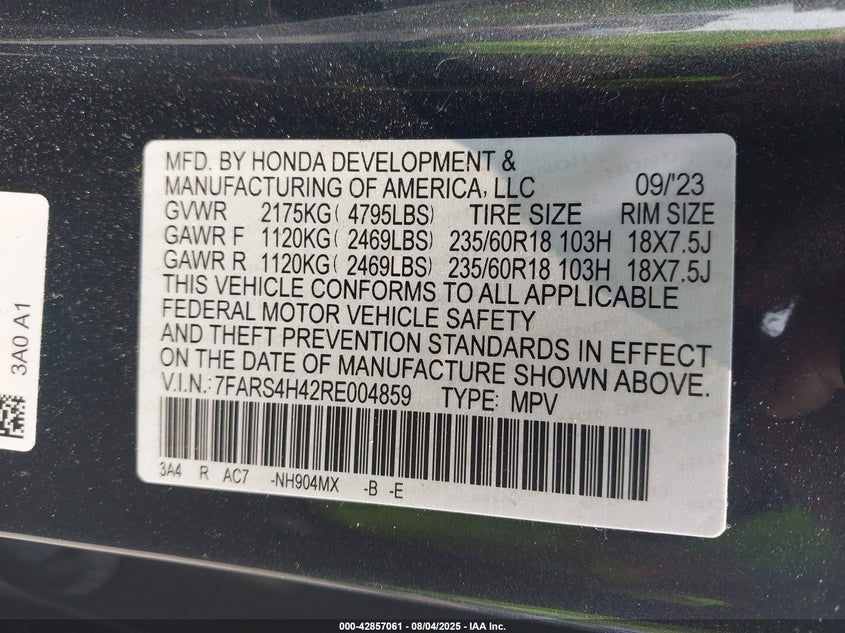 MFD. BY HONDA DEVELOPMENT &
MANUFACTURING OF AMERICA, LLC 09/'23
GVWR 2175KG( 4795LBS) TIRE SIZE RIM SIZE
GAWR F 1120KG( 2469LBS) 235/60R18 103H 18X7.5J
GAWR R 1120KG( 2469LBS) 235/60R18 103H 18X7.5J
THIS VEHICLE CONFORMS TO ALL APPLICABLE
FEDERAL MOTOR VEHICLE SAFETY
AND THEFT PREVENTION STANDARDS IN EFFECT
ON THE DATE OF MANUFACTURE SHOWN ABOVE.
V.I.N.: 7FARS4H42RE004859 TYPE: MPV
3A4 R AC7 -NH904MX -B -E
3A0 A1
000-42857061 - 08/04/2025 - IAA Inc.